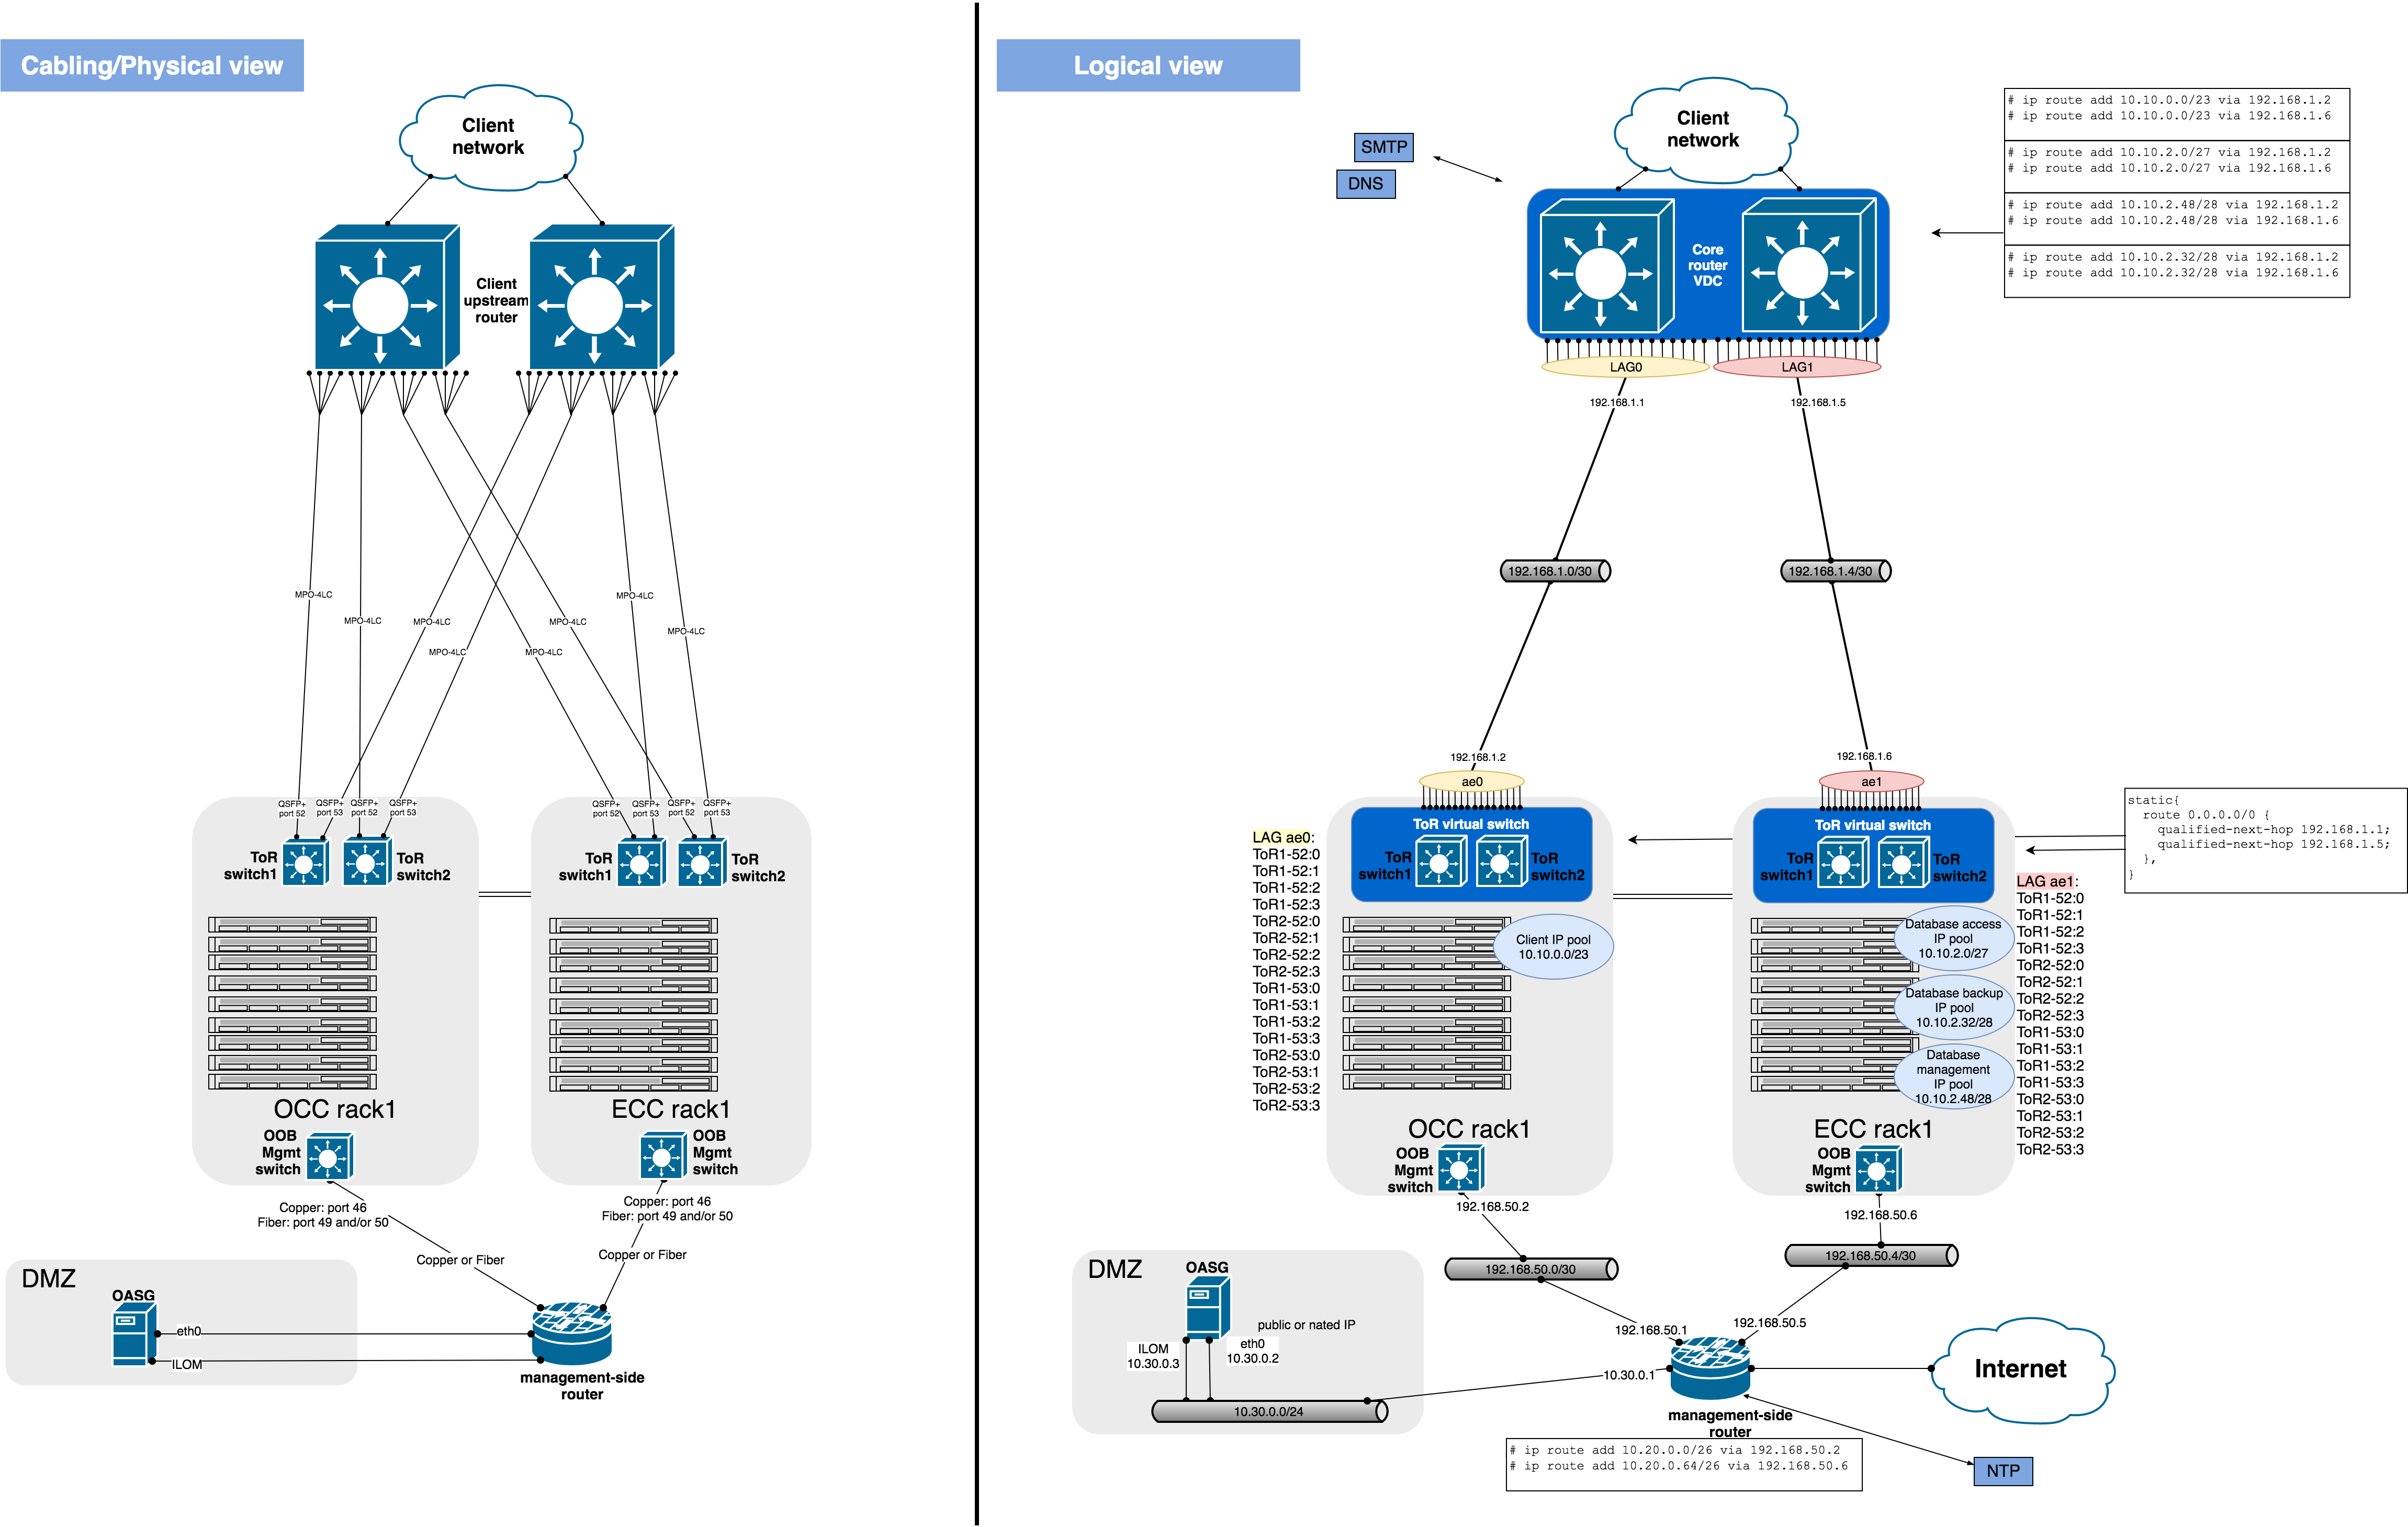 Cabling/Physical view
Client
network
Client
upstream
router
MPO-4LC
MPO-4LC
MPO-4LC
MPO-4LC
MPO-4LC
MPO-4LC
MPO-4LC
MPO-4LC
QSFP+
port 52
QSFP+
port 53
QSFP+
port 52
QSFP+
port 53
QSFP+
port 52
QSFP+
port 53
QSFP+
port 52
QSFP+
port 53
ToR
switch1
ToR
switch2
ToR
switch1
ToR
switch2
OCC rack1
ECC rack1
OOB
Mgmt
switch
OOB
Mgmt
switch
Copper: port 46
Fiber: port 49 and/or 50
Copper: port 46
Fiber: port 49 and/or 50
Copper or Fiber
Copper or Fiber
DMZ
OASG
eth0
ILOM
management-side
router
Logical view
Client
network
SMTP
DNS
Core
router
VDC
# ip route add 10.10.0.0/23 via 192.168.1.2
# ip route add 10.10.0.0/23 via 192.168.1.6
# ip route add 10.10.2.0/27 via 192.168.1.2
# ip route add 10.10.2.0/27 via 192.168.1.6
# ip route add 10.10.2.48/28 via 192.168.1.2
# ip route add 10.10.2.48/28 via 192.168.1.6
# ip route add 10.10.2.32/28 via 192.168.1.2
# ip route add 10.10.2.32/28 via 192.168.1.6
LAG0
LAG1
192.168.1.1
192.168.1.5
192.168.1.0/30
192.168.1.4/30
192.168.1.2
192.168.1.6
ae0
ae1
ToR virtual switch
ToR
switch1
ToR
switch2
ToR virtual switch
ToR
switch1
ToR
switch2
static{
route 0.0.0.0/0 {
qualified-next-hop 192.168.1.1;
qualified-next-hop 192.168.1.5;
},
}
LAG ae0:
ToR1-52:0
ToR1-52:1
ToR1-52:2
ToR1-52:3
ToR2-52:0
ToR2-52:1
ToR2-52:2
ToR2-52:3
ToR1-53:0
ToR1-53:1
ToR1-53:2
ToR1-53:3
ToR2-53:0
ToR2-53:1
ToR2-53:2
ToR2-53:3
Client IP pool
10.10.0.0/23
Database access
IP pool
10.10.2.0/27
Database backup
IP pool
10.10.2.32/28
Database
management
IP pool
10.10.2.48/28
LAG ae1:
ToR1-52:0
ToR1-52:1
ToR1-52:2
ToR1-52:3
ToR2-52:0
ToR2-52:1
ToR2-52:2
ToR2-52:3
ToR1-53:0
ToR1-53:1
ToR1-53:2
ToR1-53:3
ToR2-53:0
ToR2-53:1
ToR2-53:2
ToR2-53:3
OCC rack1
ECC rack1
OOB
Mgmt
switch
OOB
Mgmt
switch
192.168.50.2
192.168.50.6
192.168.50.0/30
192.168.50.4/30
192.168.50.1
192.168.50.5
DMZ
OASG
public or nated IP
ILOM
10.30.0.3
eth0
10.30.0.2
10.30.0.1
10.30.0.0/24
Internet
management-side
router
# ip route add 10.20.0.0/26 via 192.168.50.2
# ip route add 10.20.0.64/26 via 192.168.50.6
NTP